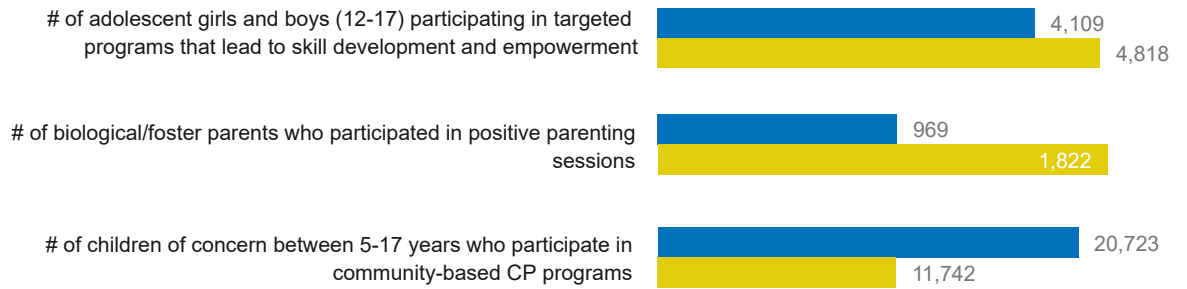 # of adolescent girls and boys (12-17) participating in targeted
programs that lead to skill development and empowerment
4,109
4,818
# of biological/foster parents who participated in positive parenting
sessions
969
1,822
# of children of concern between 5-17 years who participate in
community-based CP programs
20,723
11,742